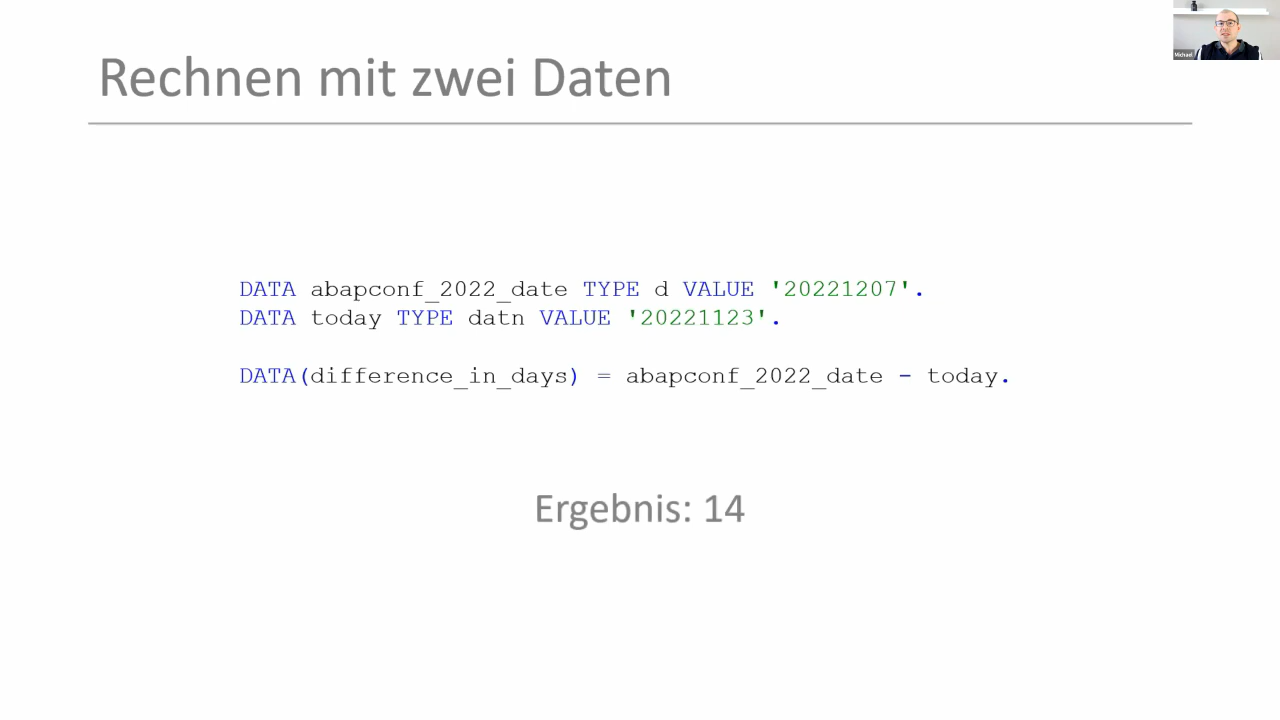 Rechnen mit zwei Daten
Michael
DATA abapconf_2022_date TYPE d VALUE '20221207'.
DATA today TYPE datn VALUE '20221123'.
DATA(difference_in_days) = abapconf_2022_date - today.
Ergebnis: 14